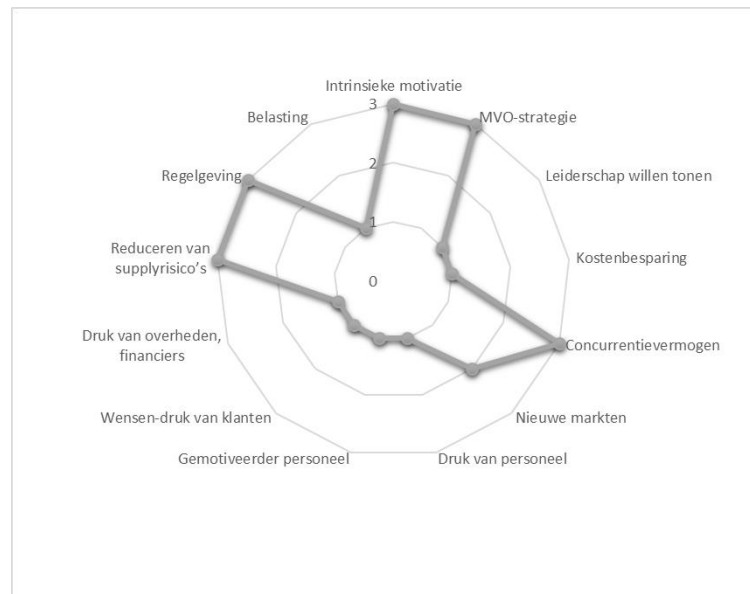 Intrinsieke motivatie
3
MVO-strategie
Belasting
2
Regelgeving
Leiderschap willen tonen
1
Reduceren van
supplyrisico's
Kostenbesparing
0
Druk van overheden,
financiers
Concurrentievermogen
Wensen-druk van klanten
Nieuwe markten
Gemotiveerder personeel
Druk van personeel